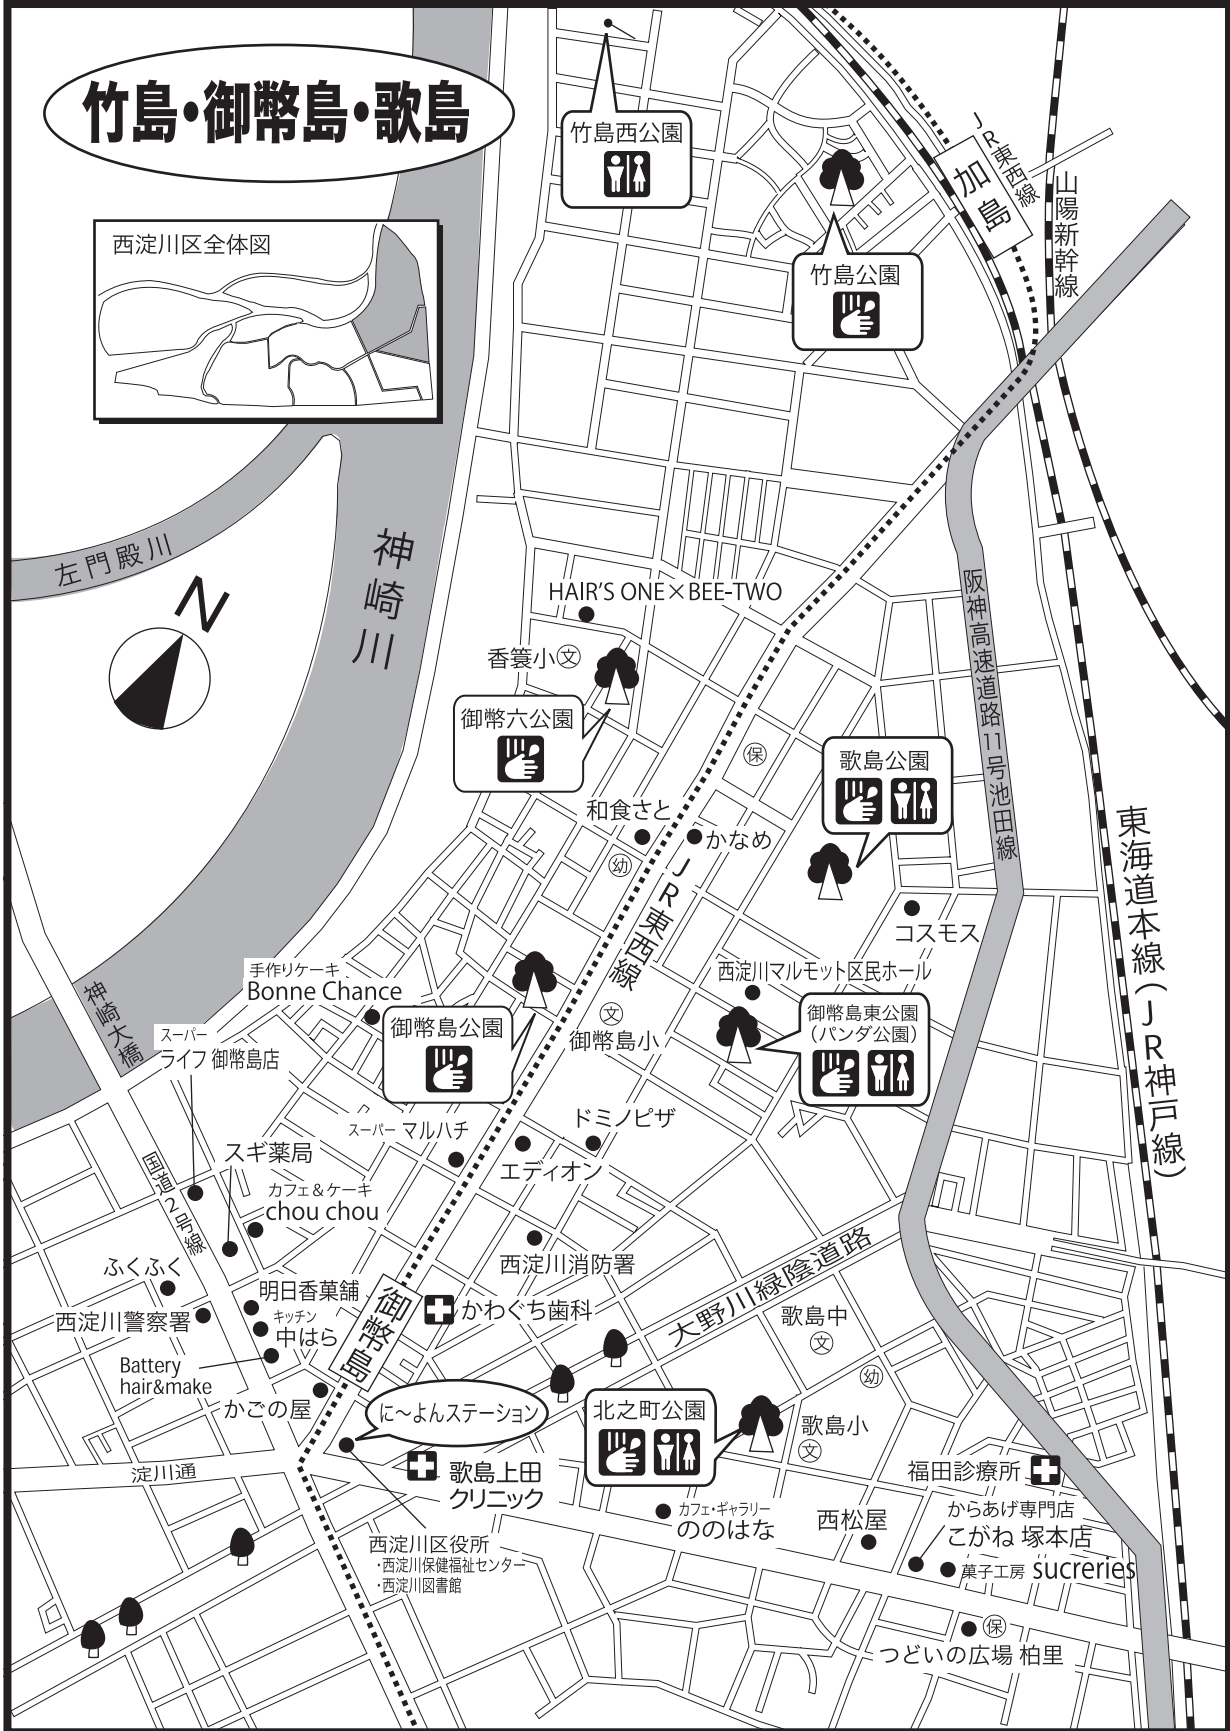 竹島・御幣島・歌島
西淀川区全体図
竹島西公園
竹島公園
加島
JR東西線
山陽新幹線
左門殿川
神崎川
N
HAIR'S ONE×BEE-TWO
香簑小 文
御幣六公園
保
阪神高速道路11号池田線
歌島公園
和食さと
かなめ
幼
JR東西線
東海道本線(JR神戸線)
コスモス
西淀川マルモット区民ホール
手作りケーキ
Bonne Chance
神崎大橋
御幣島公園
文
御幣島小
御幣島東公園
(パンダ公園)
スーパー
ライフ 御幣島店
スーパー マルハチ
ドミノピザ
エディオン
国道2号線
スギ薬局
カフェ&ケーキ
chou chou
西淀川消防署
大野川緑陰道路
ふくふく
明日香菓舗
御幣島
かわぐち歯科
西淀川警察署
キッチン
中はら
歌島中
文
幼
Battery
hair&make
かごの屋
に〜よんステーション
北之町公園
歌島小
文
淀川通
歌島上田
クリニック
福田診療所
カフェ・ギャラリー
ののはな
西松屋
からあげ専門店
こがね 塚本店
菓子工房 sucreries
西淀川区役所
・西淀川保健福祉センター
・西淀川図書館
保
つどいの広場 柏里